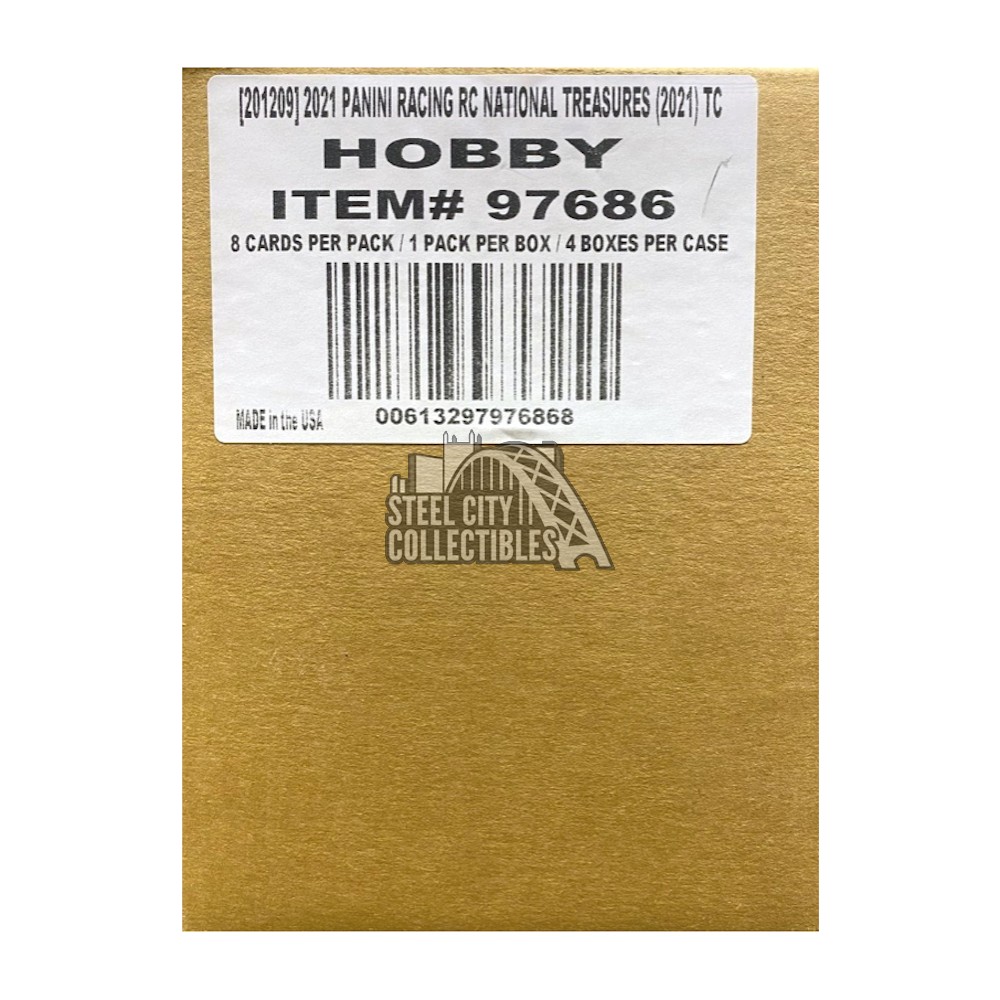 [201209] 2021 PANINI RACING RC NATIONAL TREASURES (2021) TC
HOBBY
ITEM# 97686
8 CARDS PER PACK / 1 PACK PER BOX / 4 BOXES PER CASE
MADE in the USA
00613297976868
STEEL CITY
COLLECTIBLES